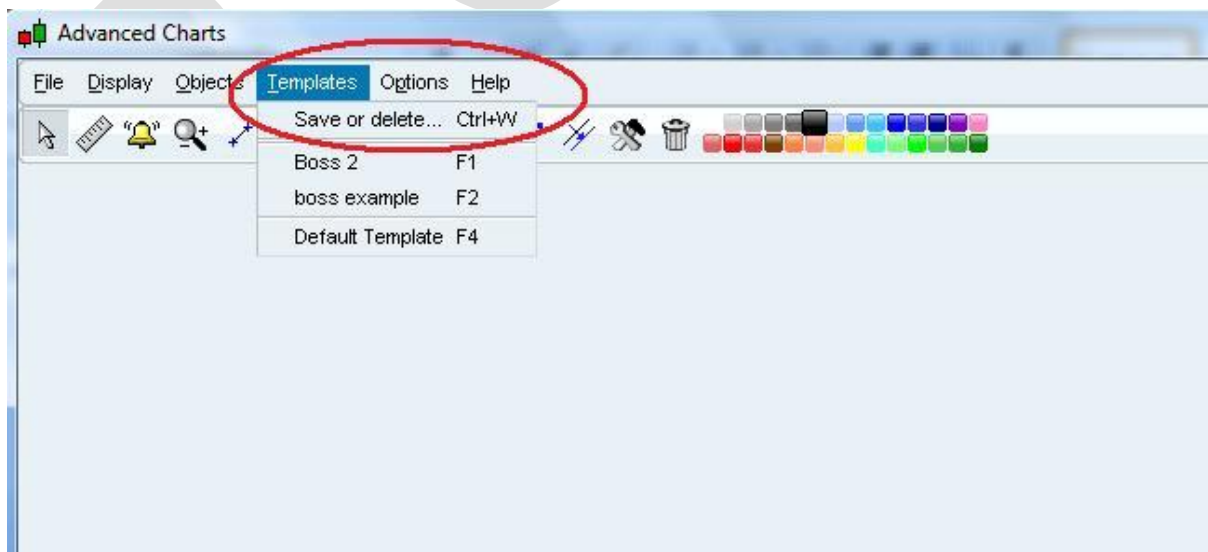 Advanced Charts
File Display Objects Templates Options Help
Save or delete... Ctrl+W
Boss 2 F1
boss example F2
Default Template F4